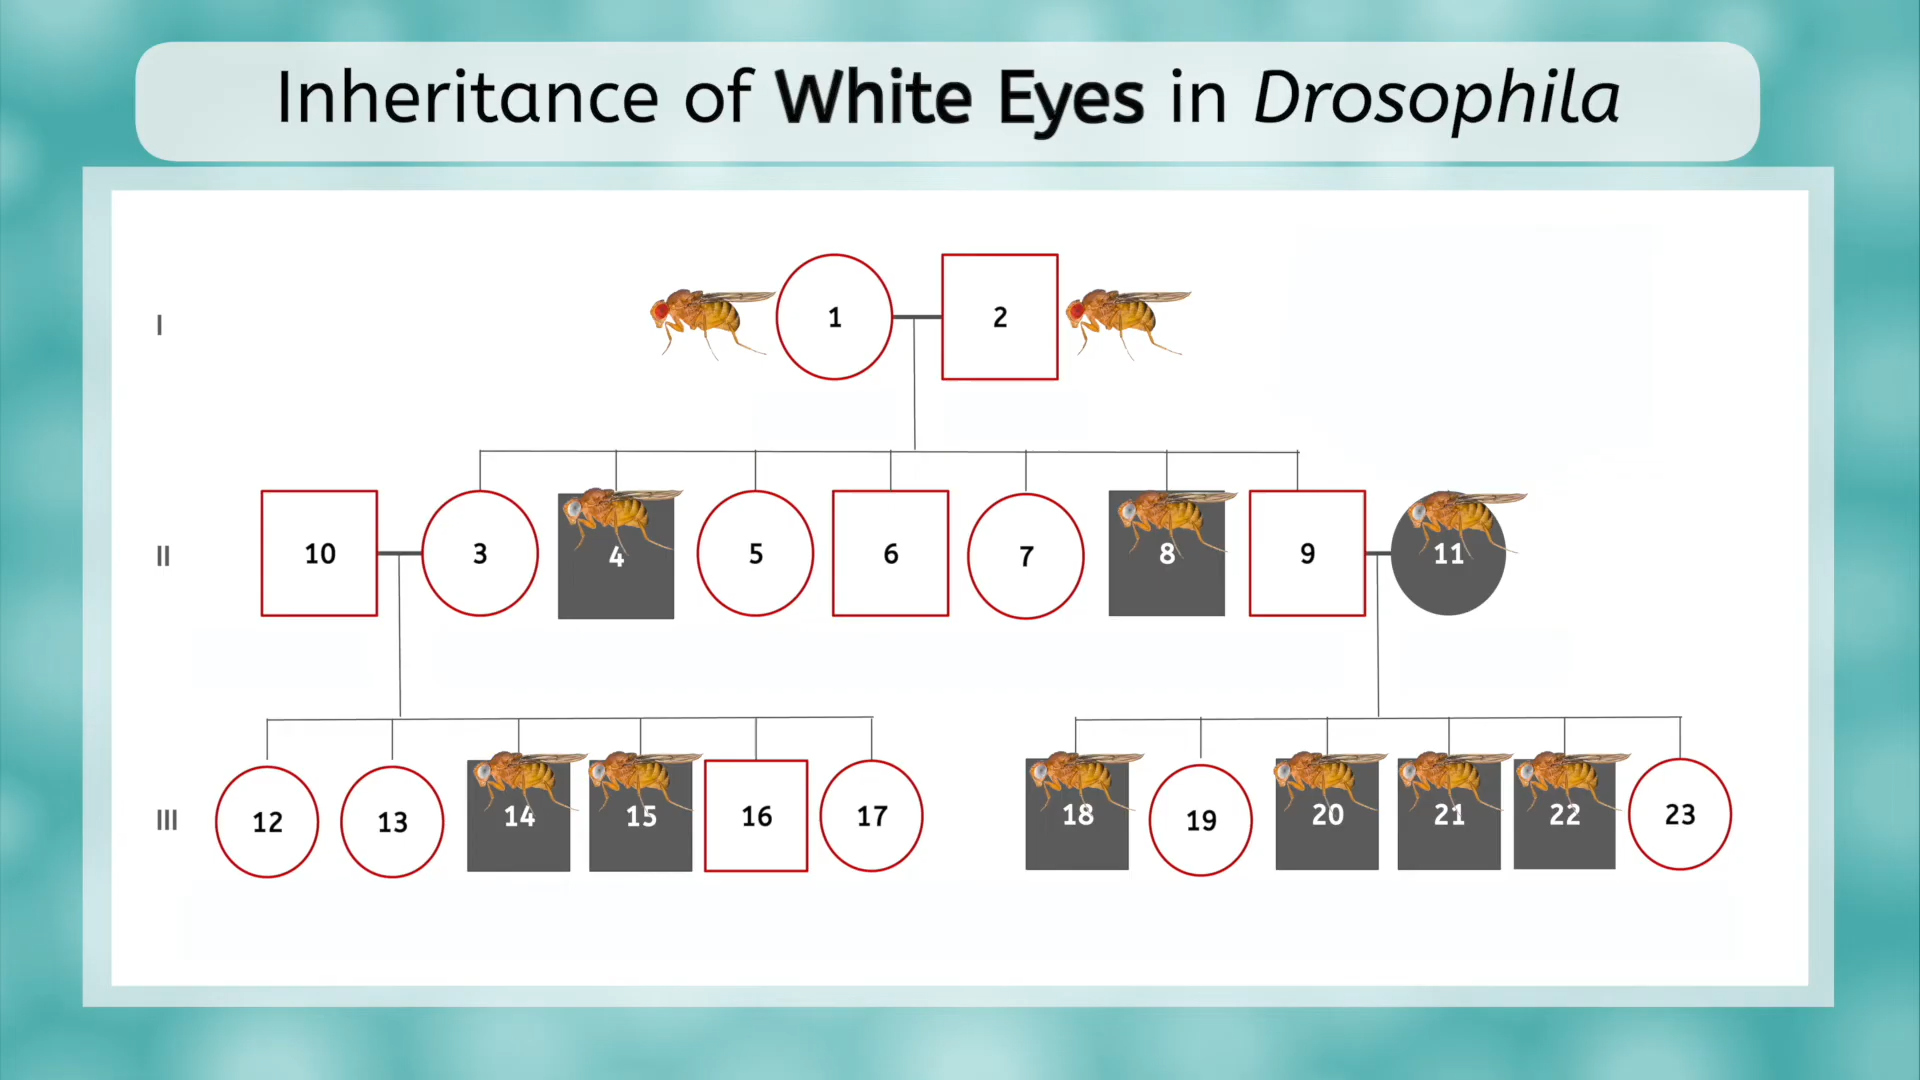 Inheritance of White Eyes in Drosophila
I
1 2
II
10 3 4 5 6 7 8 9 11
III
12 13 14 15 16 17 18 19 20 21 22 23